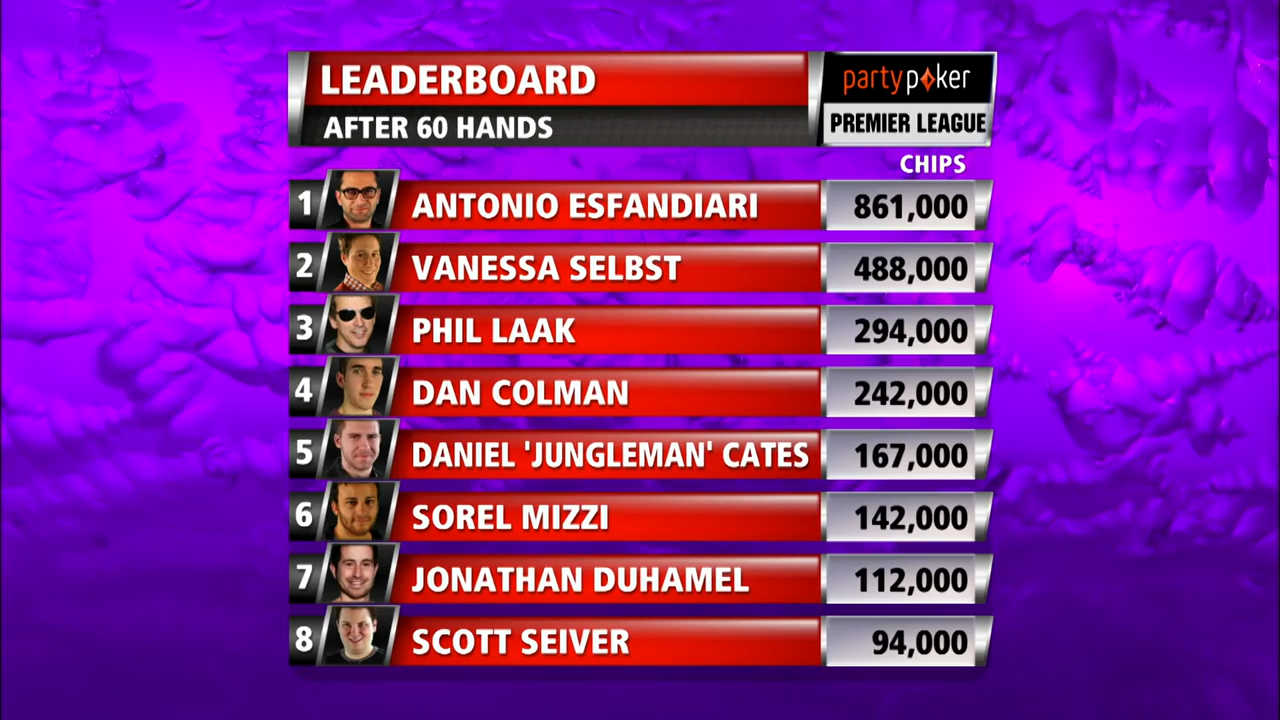 LEADERBOARD
partypoker
AFTER 60 HANDS
PREMIER LEAGUE
CHIPS
1 ANTONIO ESFANDIARI 861,000
2 VANESSA SELBST 488,000
3 PHIL LAAK 294,000
4 DAN COLMAN 242,000
5 DANIEL 'JUNGLEMAN' CATES 167,000
6 SOREL MIZZI 142,000
7 JONATHAN DUHAMEL 112,000
8 SCOTT SEIVER 94,000